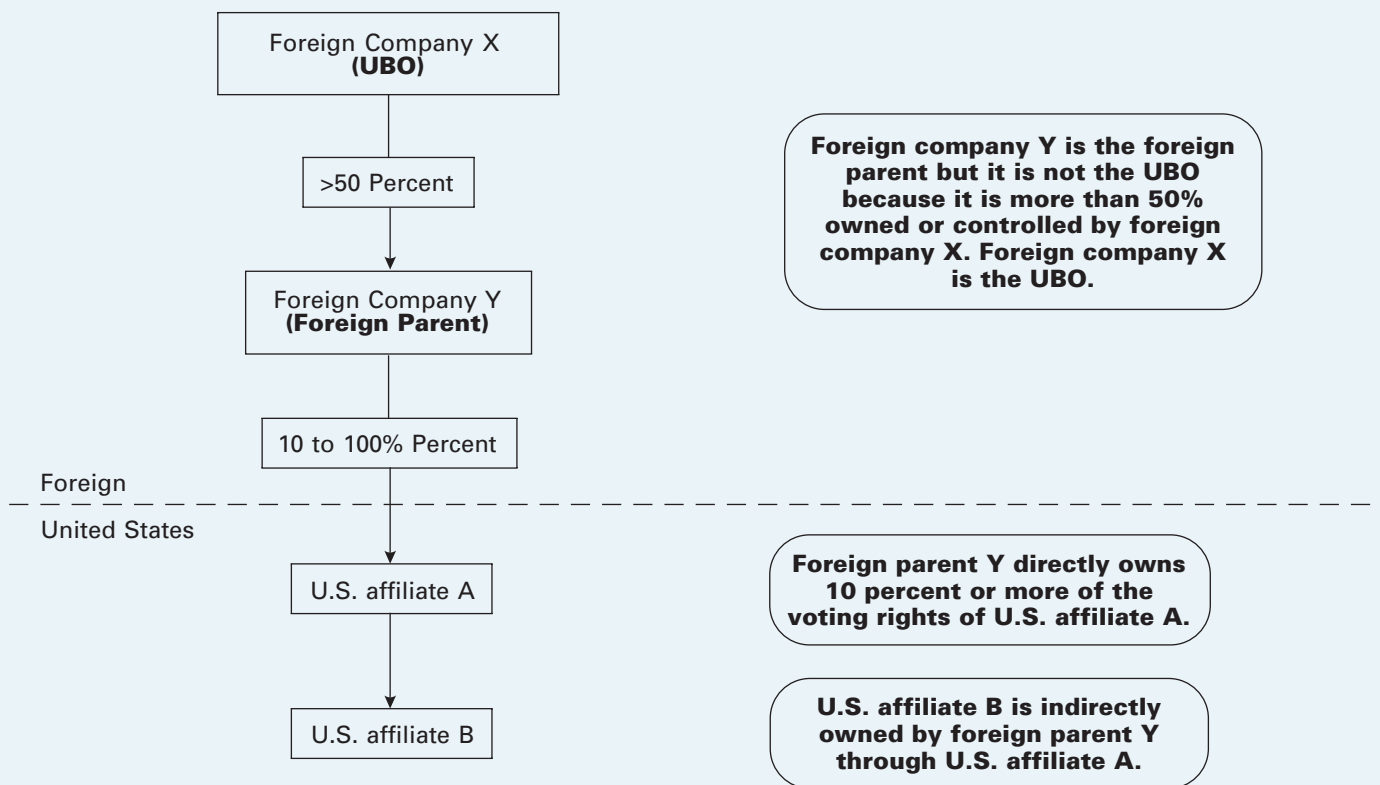 Foreign Company X
(UBO)
>50 Percent
Foreign company Y is the foreign
parent but it is not the UBO
because it is more than 50%
owned or controlled by foreign
company X. Foreign company X
is the UBO.
Foreign Company Y
(Foreign Parent)
10 to 100% Percent
Foreign
United States
U.S. affiliate A
Foreign parent Y directly owns
10 percent or more of the
voting rights of U.S. affiliate A.
U.S. affiliate B
U.S. affiliate B is indirectly
owned by foreign parent Y
through U.S. affiliate A.